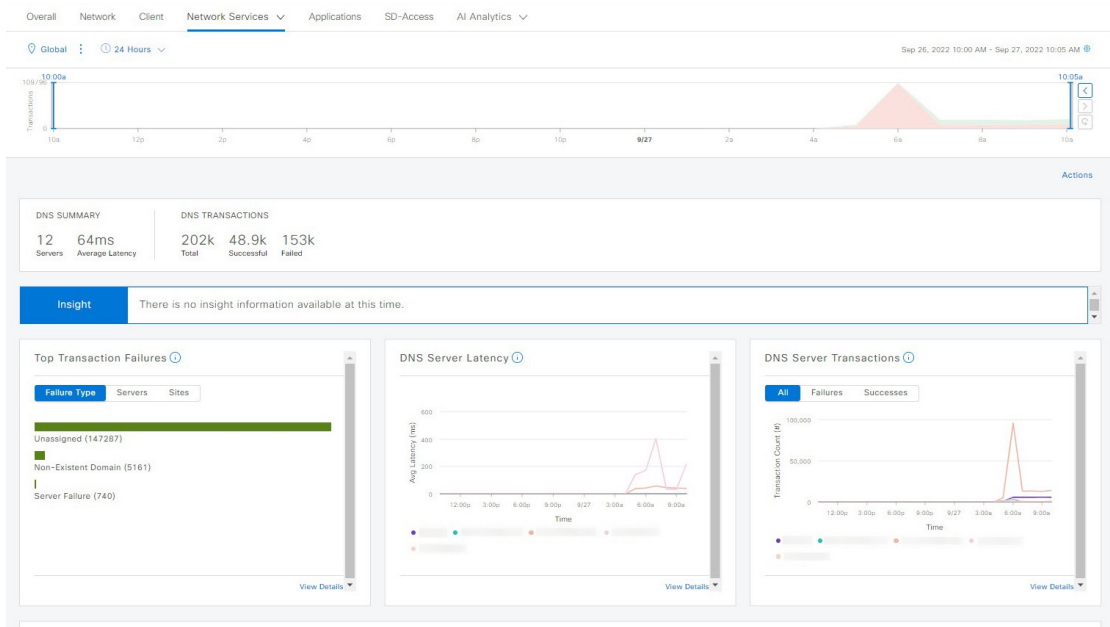 Overall Network Client Network Services Applications SD-Access AI Analytics
Global 24 Hours Sep 26, 2022 10:00 AM - Sep 27, 2022 10:05 AM
10:00a 10:05a
109796
Transactions
0
10a 12p 2p 4p 6p 8p 10p 9/27 2a 4a 6a 8a 10a
Actions
DNS SUMMARY DNS TRANSACTIONS
12 64ms 202k 48.9k 153k
Servers Average Latency Total Successful Failed
Insight There is no insight information available at this time.
Top Transaction Failures
Failure Type Servers Sites
Unassigned (147287)
Non-Existent Domain (5161)
Server Failure (740)
View Details
DNS Server Latency
Avg Latency (ms)
600
400
200
0
12:00p 3:00p 6:00p 9:00p 9/27 3:00a 6:00a 9:00a
Time
View Details
DNS Server Transactions
All Failures Successes
Transaction Count (#)
100,000
50,000
0
12:00p 3:00p 6:00p 9:00p 9/27 3:00a 6:00a 9:00a
Time
View Details